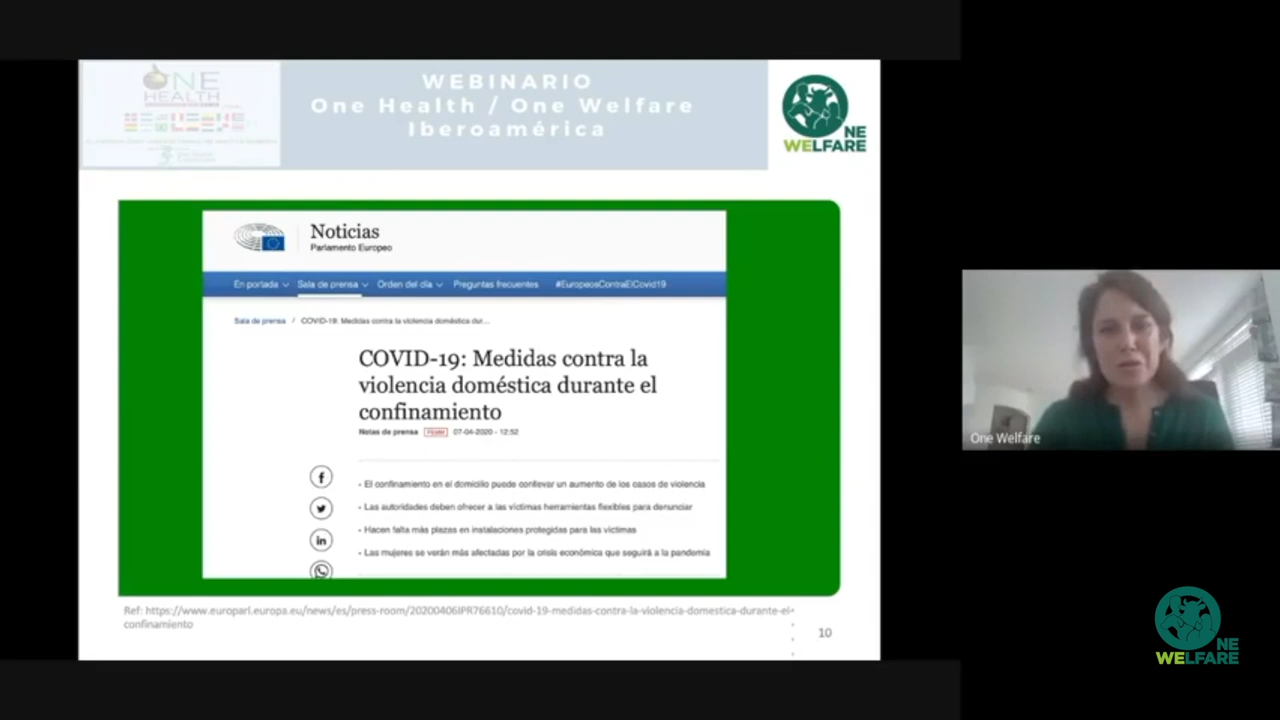 ONE
HEALTH
WEBINARIO
One Health / One Welfare
Iberoamérica
ONE
WELFARE
Noticias
Parlamento Europeo
En portada
Sala de prensa
Orden del día
Preguntas frecuentes
#EuropeosContraElCovid19
Sala de prensa / COVID-19: Medidas contra la violencia doméstica dur...
COVID-19: Medidas contra la
violencia doméstica durante el
confinamiento
Notas de prensa FEMM 07-04-2020 - 12:52
- El confinamiento en el domicilio puede conllevar un aumento de los casos de violencia
- Las autoridades deben ofrecer a las víctimas herramientas flexibles para denunciar
- Hacen falta más plazas en instalaciones protegidas para las víctimas
- Las mujeres se verán más afectadas por la crisis económica que seguirá a la pandemia
Ref: https://www.europarl.europa.eu/news/es/press-room/20200406IPR76610/covid-19-medidas-contra-la-violencia-domestica-durante-el-
confinamiento
10
One Welfare
ONE
WELFARE